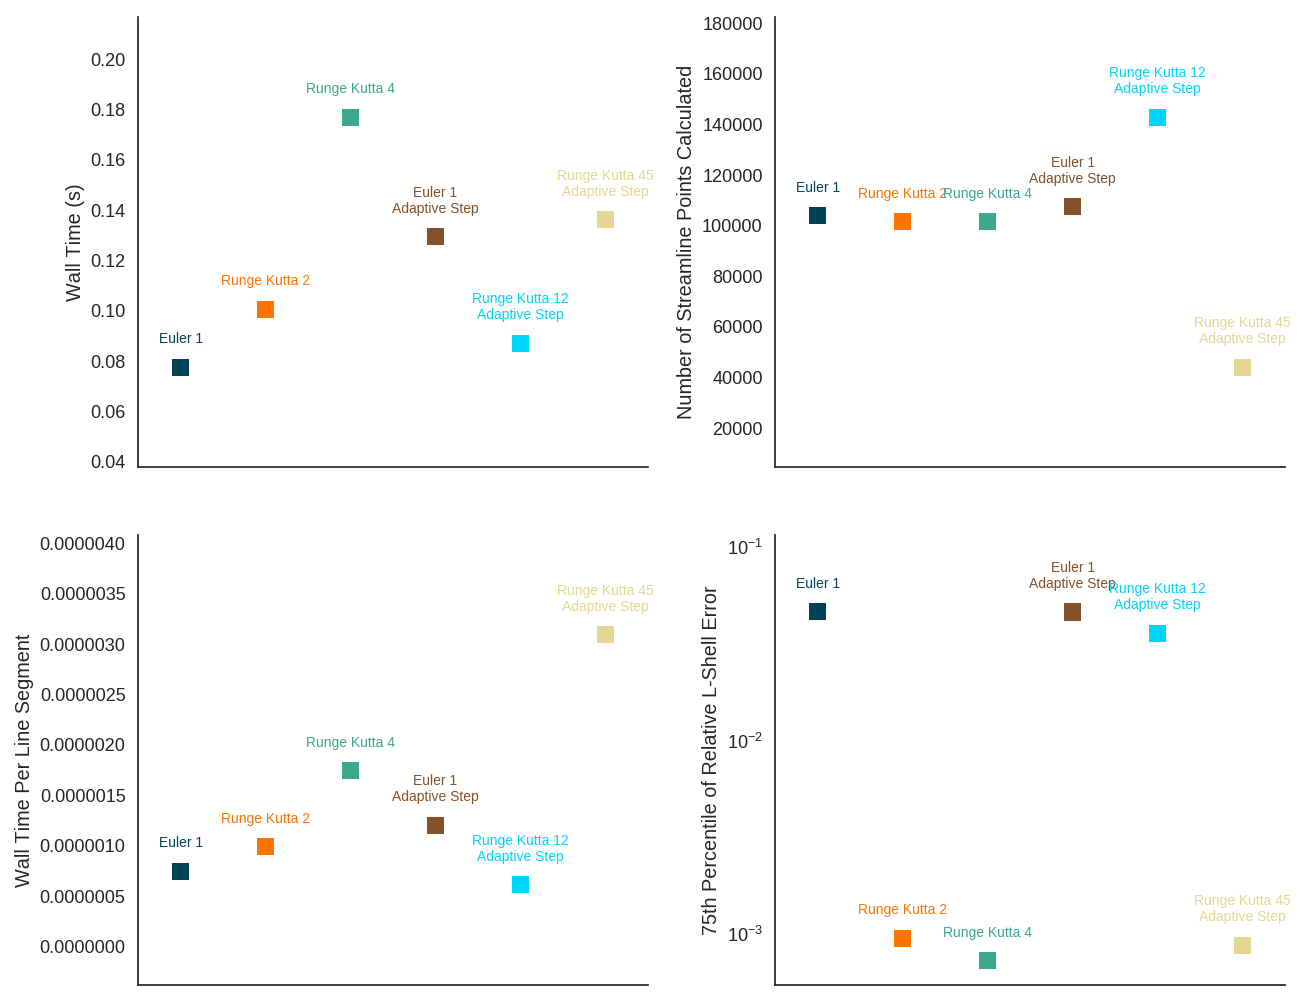 0.20
0.18
0.16
0.14
0.12
0.10
0.08
0.06
0.04
Wall Time (s)
Euler 1
Runge Kutta 2
Runge Kutta 4
Euler 1
Adaptive Step
Runge Kutta 12
Adaptive Step
Runge Kutta 45
Adaptive Step
180000
160000
140000
120000
100000
80000
60000
40000
20000
Number of Streamline Points Calculated
Euler 1
Runge Kutta 2
Runge Kutta 4
Euler 1
Adaptive Step
Runge Kutta 12
Adaptive Step
Runge Kutta 45
Adaptive Step
0.0000040
0.0000035
0.0000030
0.0000025
0.0000020
0.0000015
0.0000010
0.0000005
0.0000000
Wall Time Per Line Segment
Euler 1
Runge Kutta 2
Runge Kutta 4
Euler 1
Adaptive Step
Runge Kutta 12
Adaptive Step
Runge Kutta 45
Adaptive Step
10⁻¹
10⁻²
10⁻³
75th Percentile of Relative L-Shell Error
Euler 1
Runge Kutta 2
Runge Kutta 4
Euler 1
Adaptive Step
Runge Kutta 12
Adaptive Step
Runge Kutta 45
Adaptive Step